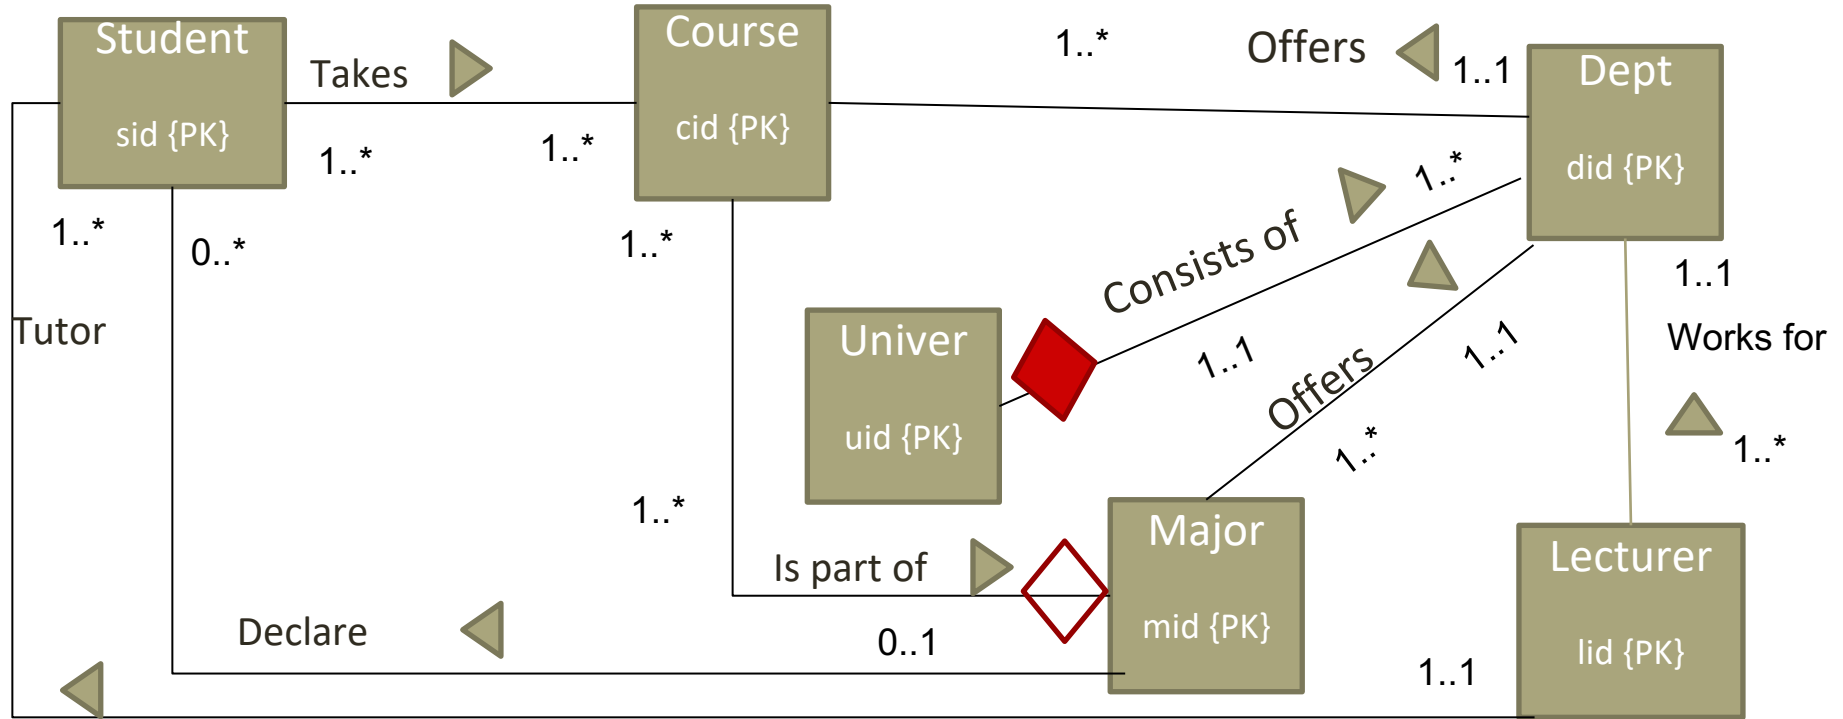 Student
sid {PK}
Takes
1..*
1..*
Course
cid {PK}
1..*
Offers
1..1
Dept
did {PK}
1..*
0..*
1..*
Consists of
1..*
1..1
Tutor
Univer
uid {PK}
Offers
1..1
1..*
1..1
Works for
1..*
1..*
Is part of
Major
mid {PK}
Lecturer
lid {PK}
Declare
0..1
1..1